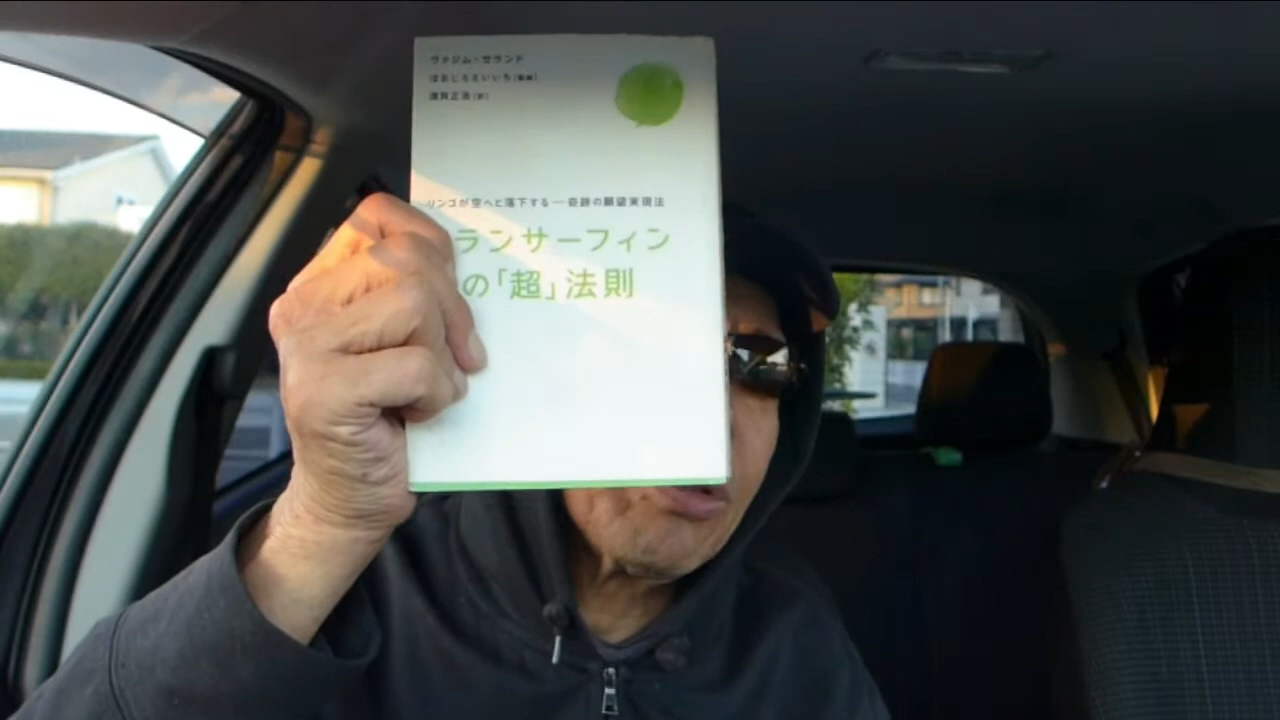 ヴァジム・ゼランド
ほおじろえいいち[監修]
須賀正浩[訳]
リンゴが空へと落下する—奇跡の願望実現法
ランサーフィン
の「超」法則